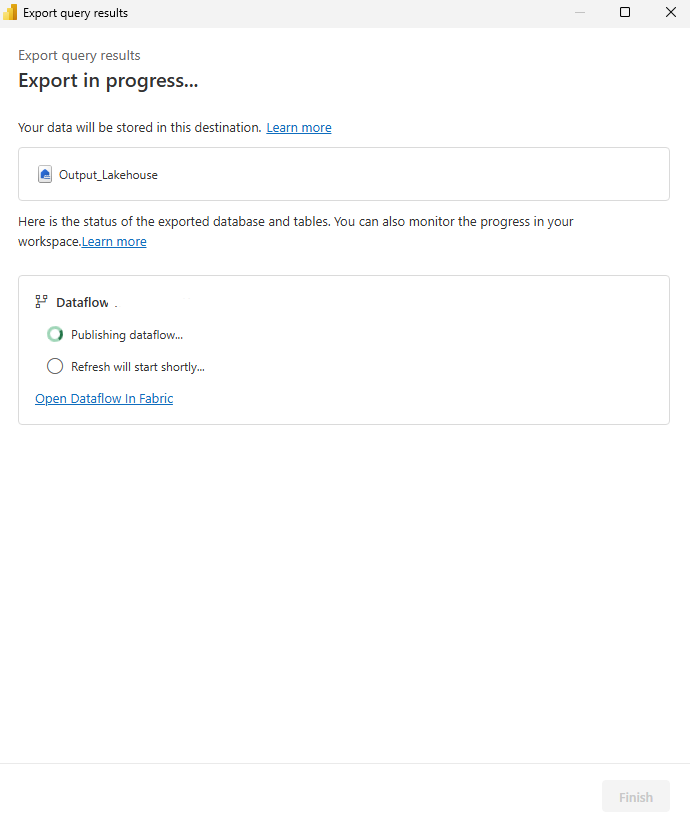 Export query results
Export query results
Export in progress...
Your data will be stored in this destination. Learn more
Output_Lakehouse
Here is the status of the exported database and tables. You can also monitor the progress in your
workspace.Learn more
Dataflow .
Publishing dataflow...
Refresh will start shortly...
Open Dataflow In Fabric
Finish